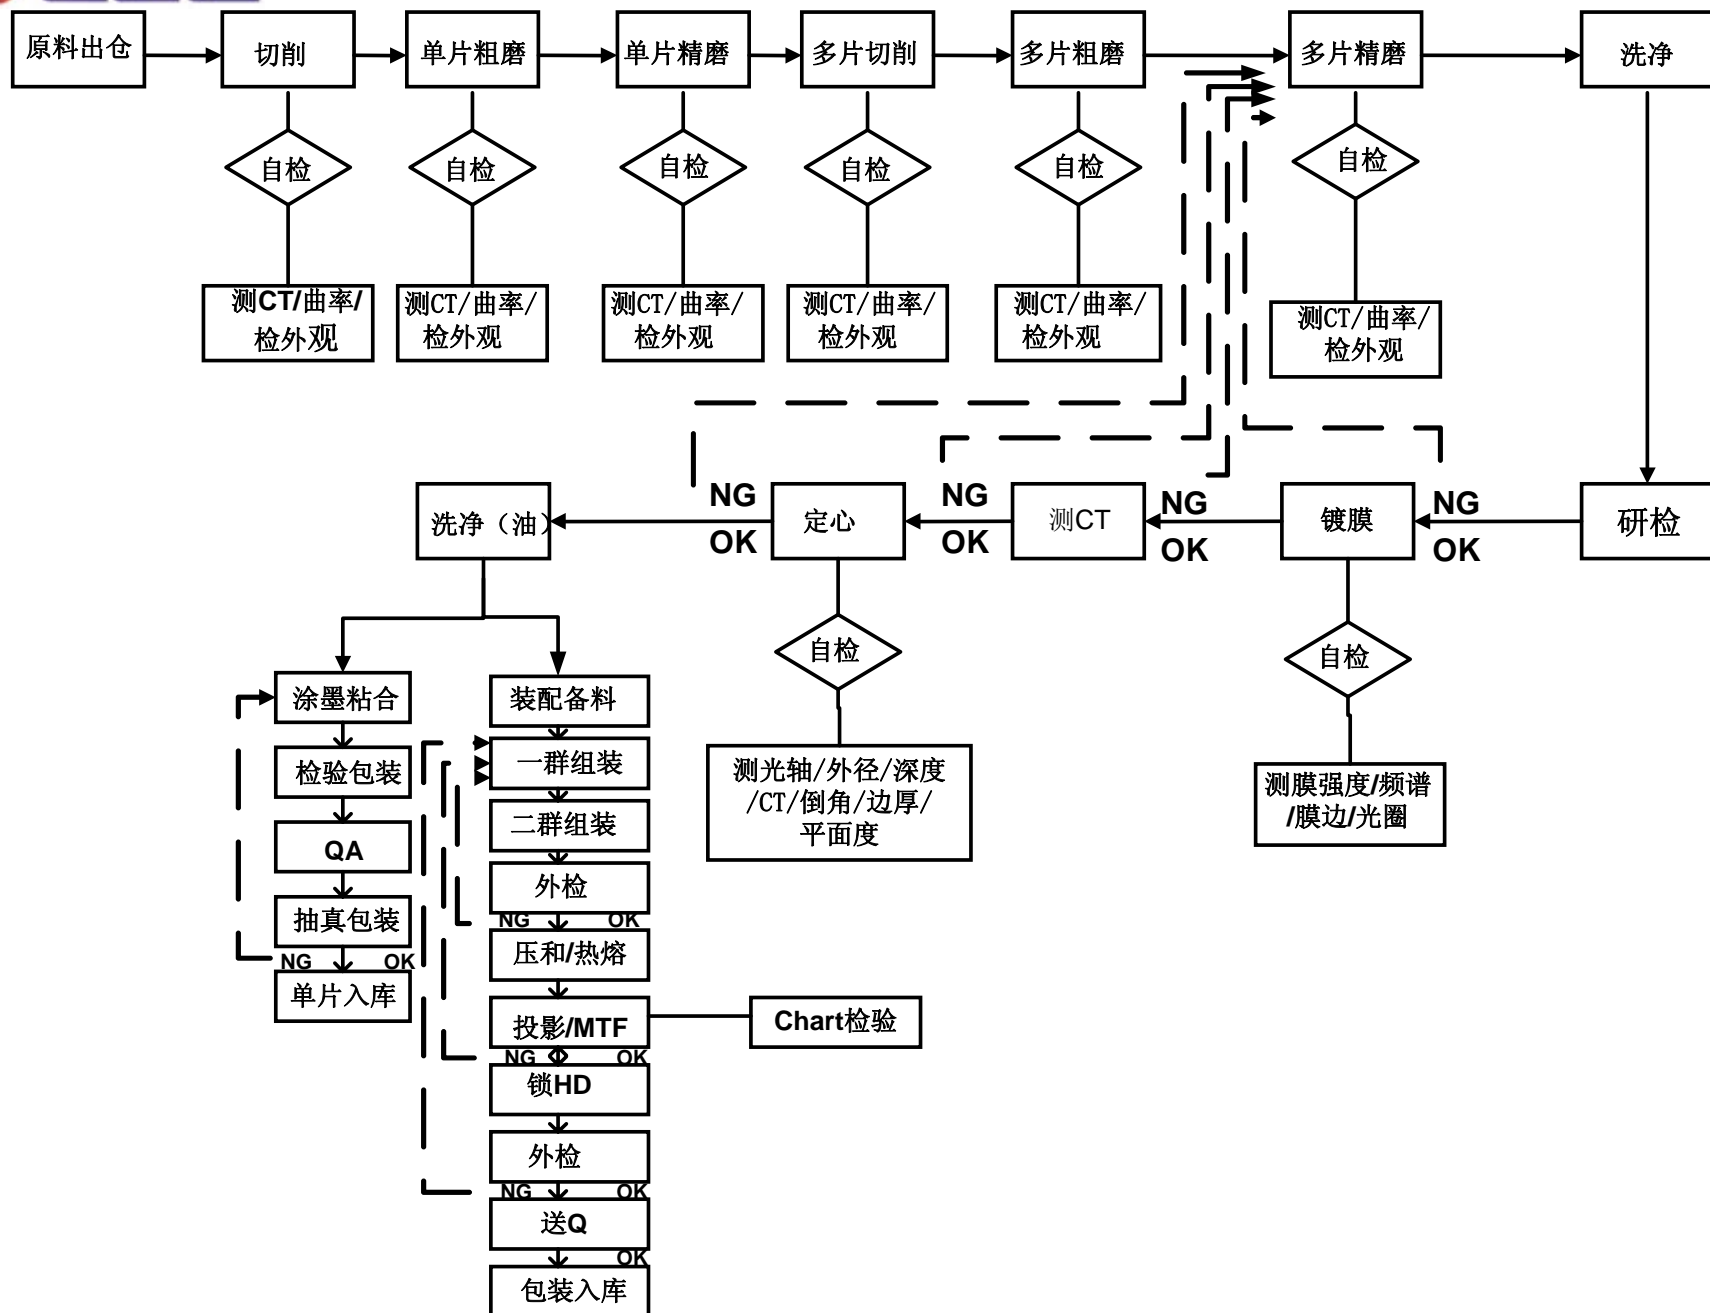 原料出仓
切削
单片粗磨
单片精磨
多片切削
多片粗磨
多片精磨
洗净
自检
自检
自检
自检
自检
自检
测CT/曲率/
检外观
测CT/曲率/
检外观
测CT/曲率/
检外观
测CT/曲率/
检外观
测CT/曲率/
检外观
测CT/曲率/
检外观
洗净（油）
NG
OK
定心
NG
OK
测CT
NG
OK
镀膜
NG
OK
研检
自检
自检
测光轴/外径/深度
/CT/倒角/边厚/
平面度
测膜强度/频谱
/膜边/光圈
涂墨粘合
检验包装
QA
抽真包装
NG
OK
单片入库
装配备料
一群组装
二群组装
外检
NG
OK
压和/热熔
投影/MTF
Chart检验
NG
OK
锁HD
外检
NG
OK
送Q
OK
包装入库